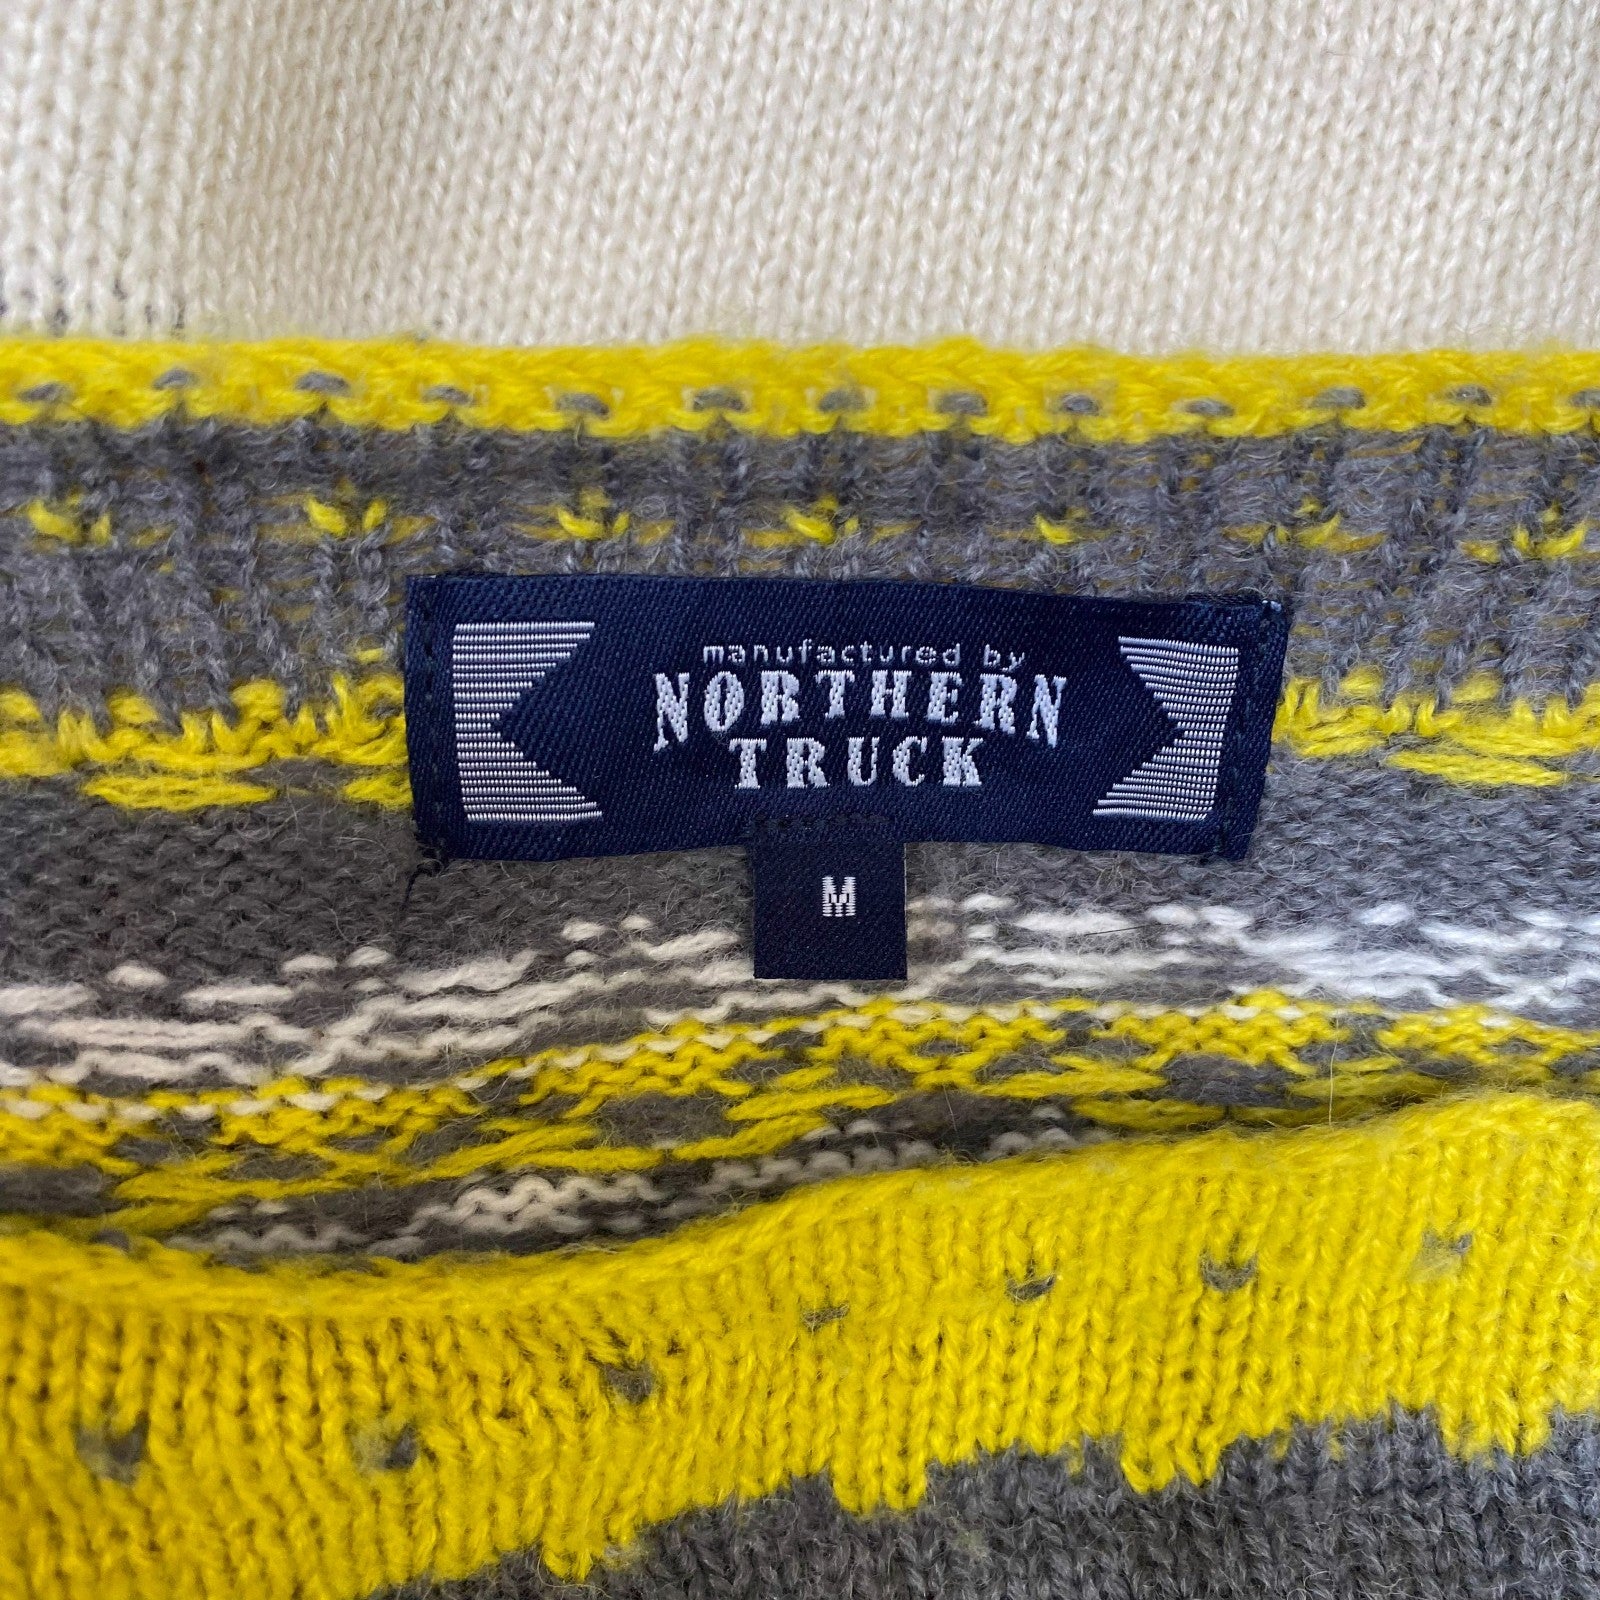 manufactured by
NORTHERN
TRUCK
M